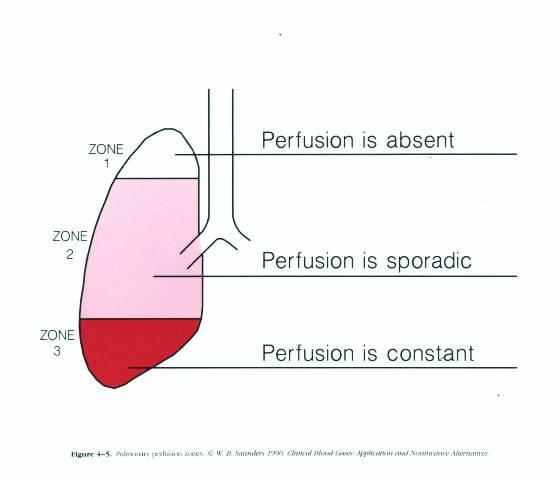 ZONE
1
Perfusion is absent
ZONE
2
Perfusion is sporadic
ZONE
3
Perfusion is constant
Figure 4–5. Pulmonary perfusion zones. © W. B. Saunders 1990. Clinical Blood Gases: Application and Noninvasive Alternatives.